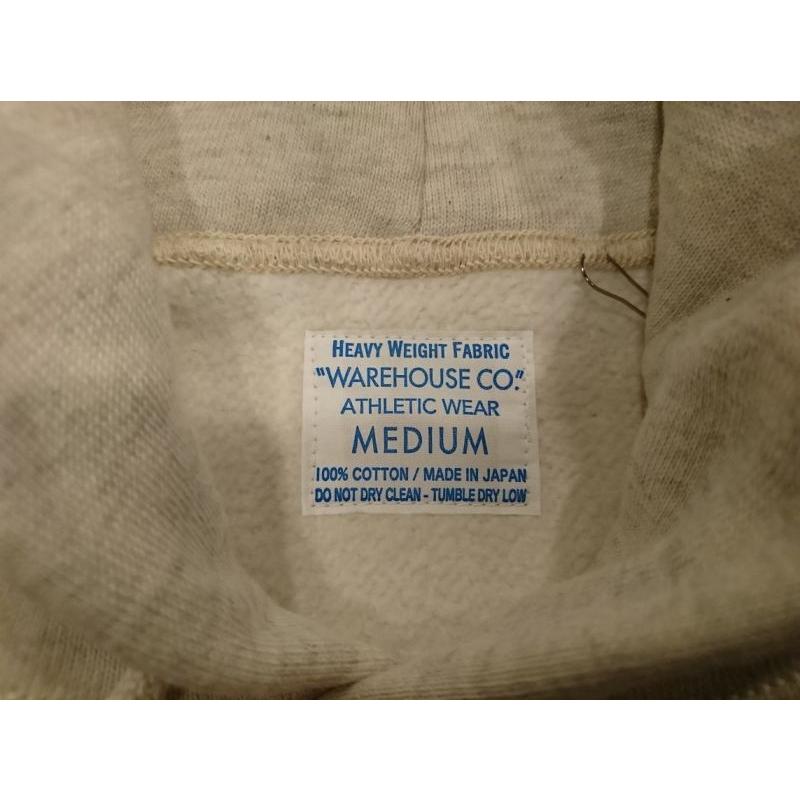 HEAVY WEIGHT FABRIC
"WAREHOUSE CO."
ATHLETIC WEAR
MEDIUM
100% COTTON / MADE IN JAPAN
DO NOT DRY CLEAN - TUMBLE DRY LOW